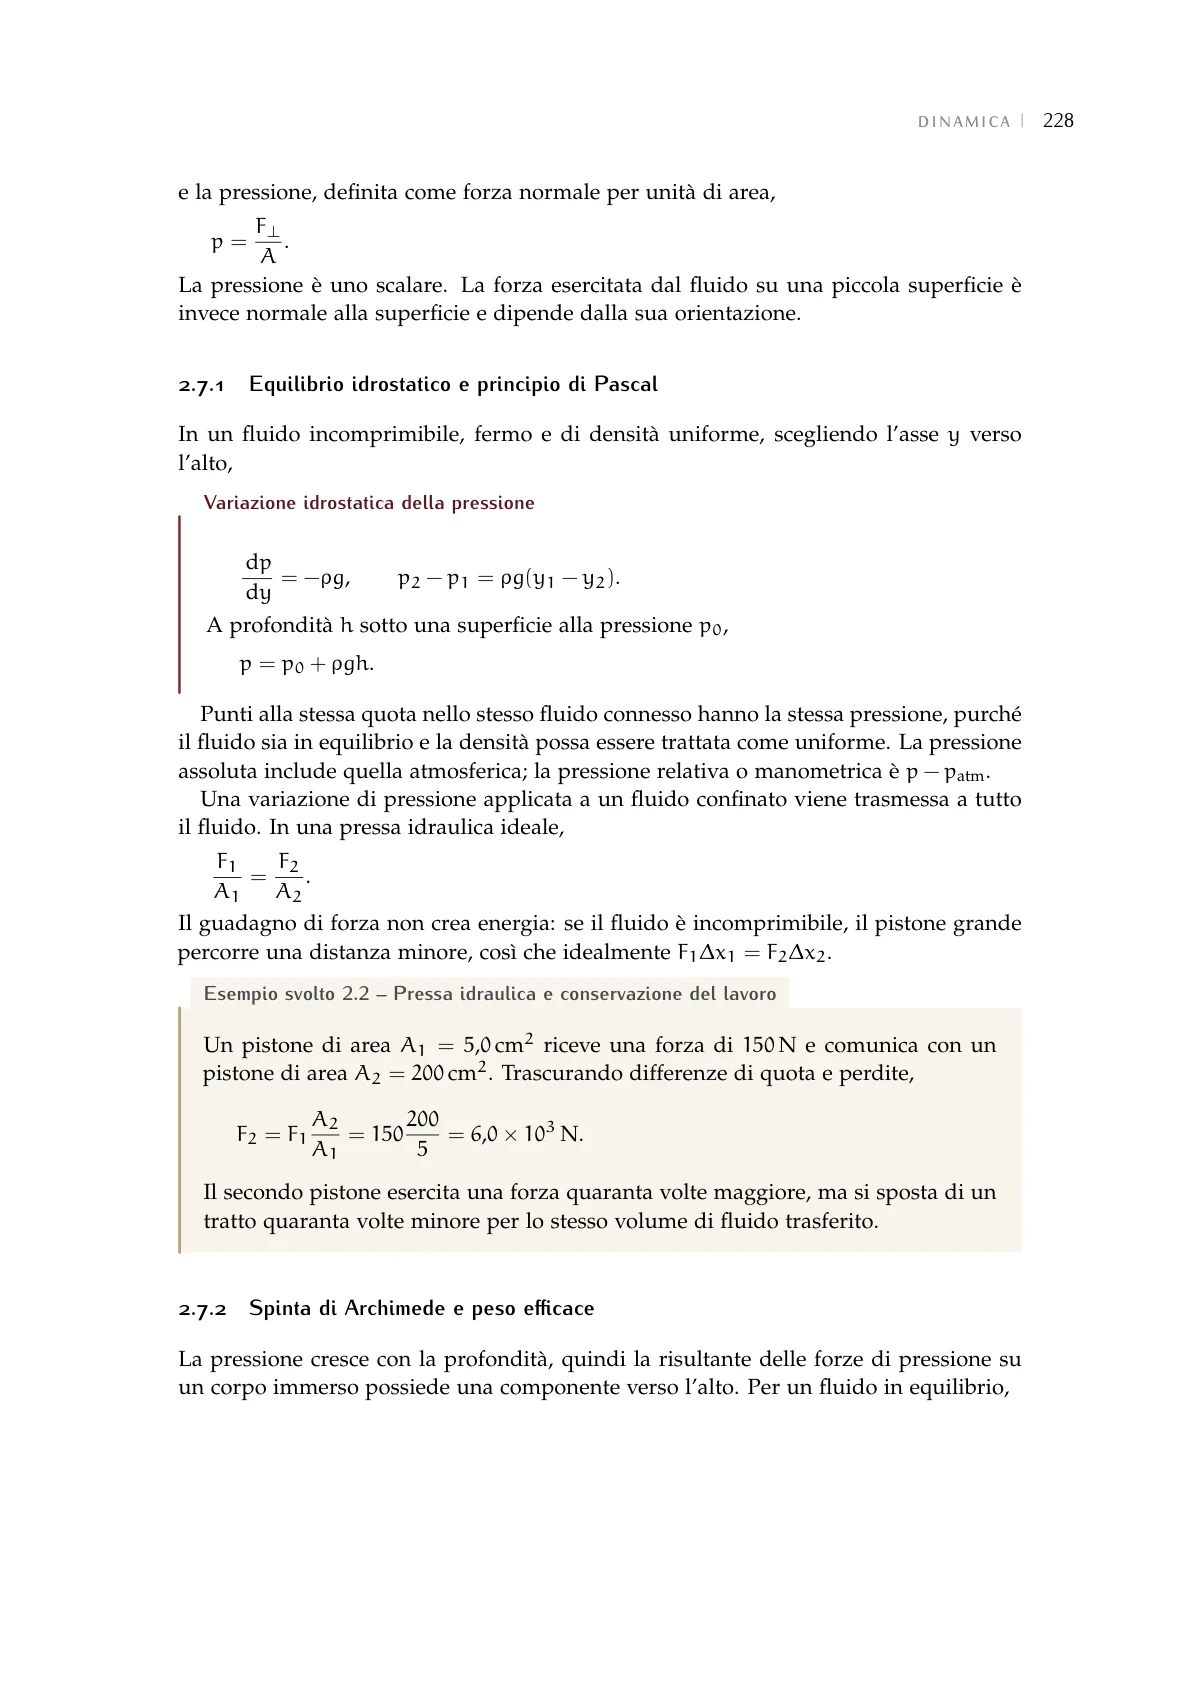 DINAMICA | 228
e la pressione, definita come forza normale per unità di area,
p = F⊥/A.
La pressione è uno scalare. La forza esercitata dal fluido su una piccola superficie è
invece normale alla superficie e dipende dalla sua orientazione.
2.7.1 Equilibrio idrostatico e principio di Pascal
In un fluido incomprimibile, fermo e di densità uniforme, scegliendo l'asse y verso
l'alto,
Variazione idrostatica della pressione
dp/dy = −ρg, p₂ − p₁ = ρg(y₁ − y₂).
A profondità h sotto una superficie alla pressione p₀,
p = p₀ + ρgh.
Punti alla stessa quota nello stesso fluido connesso hanno la stessa pressione, purché
il fluido sia in equilibrio e la densità possa essere trattata come uniforme. La pressione
assoluta include quella atmosferica; la pressione relativa o manometrica è p − patm.
Una variazione di pressione applicata a un fluido confinato viene trasmessa a tutto
il fluido. In una pressa idraulica ideale,
F₁/A₁ = F₂/A₂.
Il guadagno di forza non crea energia: se il fluido è incomprimibile, il pistone grande
percorre una distanza minore, così che idealmente F₁Δx₁ = F₂Δx₂.
Esempio svolto 2.2 – Pressa idraulica e conservazione del lavoro
Un pistone di area A₁ = 5,0 cm² riceve una forza di 150 N e comunica con un
pistone di area A₂ = 200 cm². Trascurando differenze di quota e perdite,
F₂ = F₁ A₂/A₁ = 150 200/5 = 6,0 × 10³ N.
Il secondo pistone esercita una forza quaranta volte maggiore, ma si sposta di un
tratto quaranta volte minore per lo stesso volume di fluido trasferito.
2.7.2 Spinta di Archimede e peso efficace
La pressione cresce con la profondità, quindi la risultante delle forze di pressione su
un corpo immerso possiede una componente verso l'alto. Per un fluido in equilibrio,